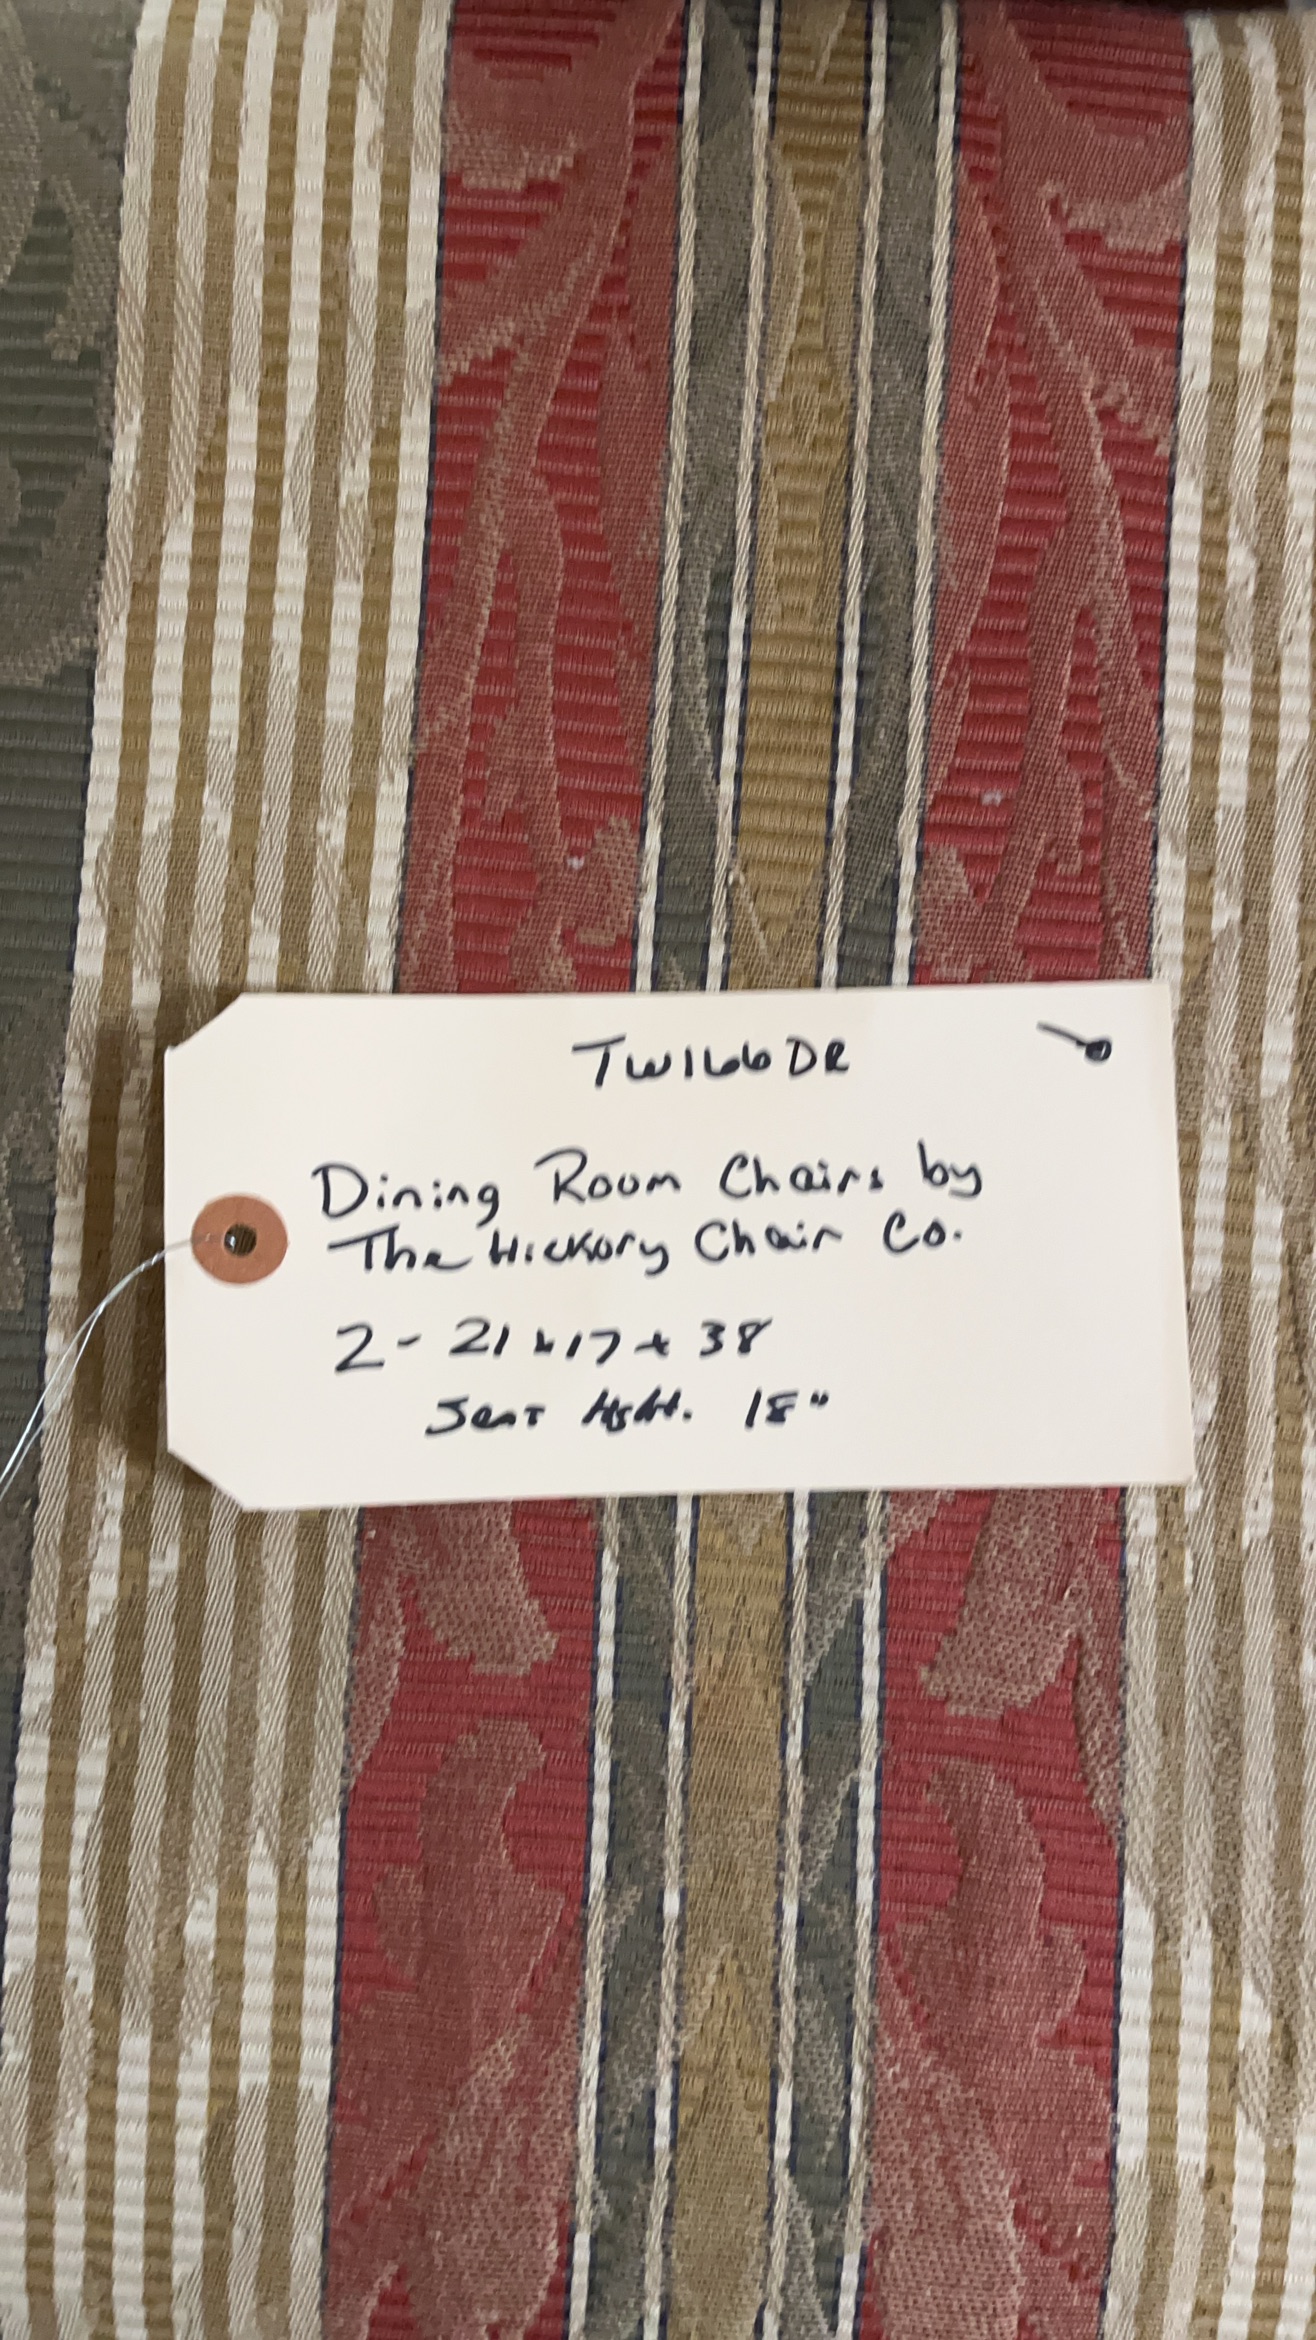 TW166DR
Dining Room Chairs by
The Hickory Chair Co.
2 - 21 x 17 x 38
Seat Hght. 18"